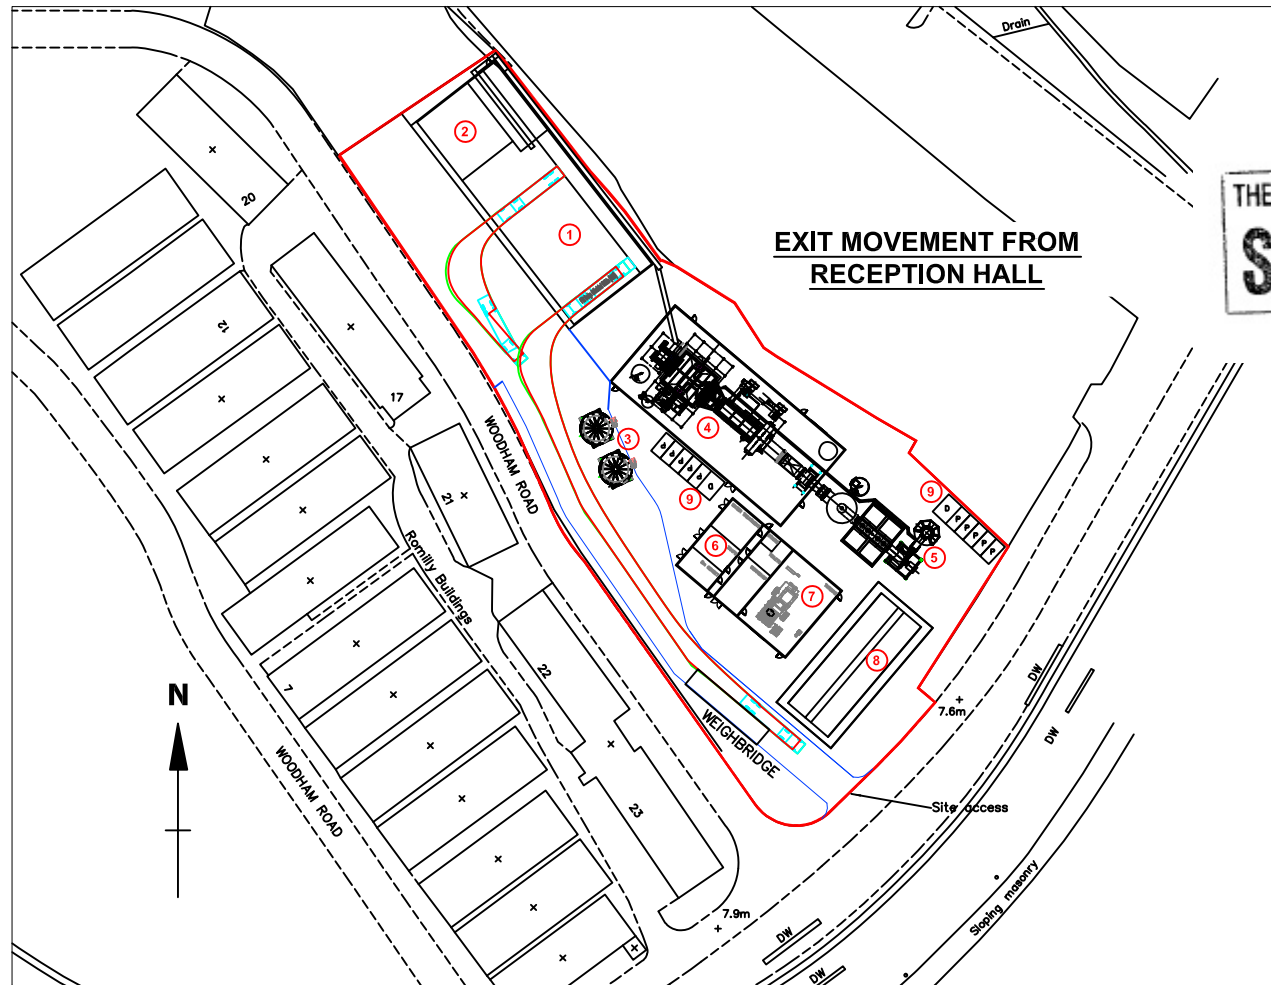 Drain
THE
S
2
20
1
EXIT MOVEMENT FROM
RECEPTION HALL
12
17
WOODHAM ROAD
3
4
9
9
21
5
6
7
Romilly Buildings
8
22
7
DW
DW
7.6m
N
WEIGHBRIDGE
WOODHAM ROAD
23
Site access
Sloping masonry
7.9m
DW
DW